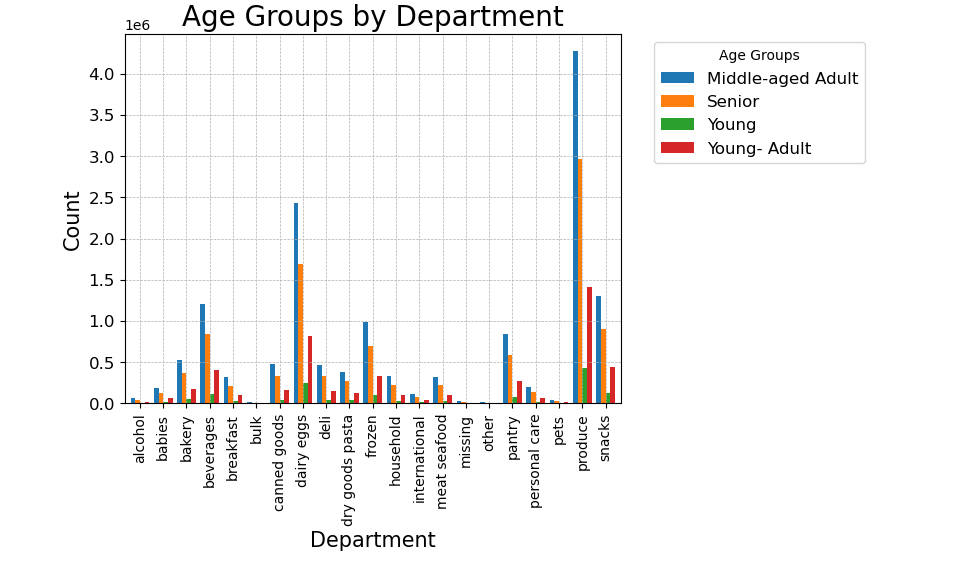 Age Groups by Department
1e6
Age Groups
Middle-aged Adult
Senior
Young
Young- Adult
Count
4.0
3.5
3.0
2.5
2.0
1.5
1.0
0.5
0.0
alcohol
babies
bakery
beverages
breakfast
bulk
canned goods
dairy eggs
deli
dry goods pasta
frozen
household
international
meat seafood
missing
other
pantry
personal care
pets
produce
snacks
Department